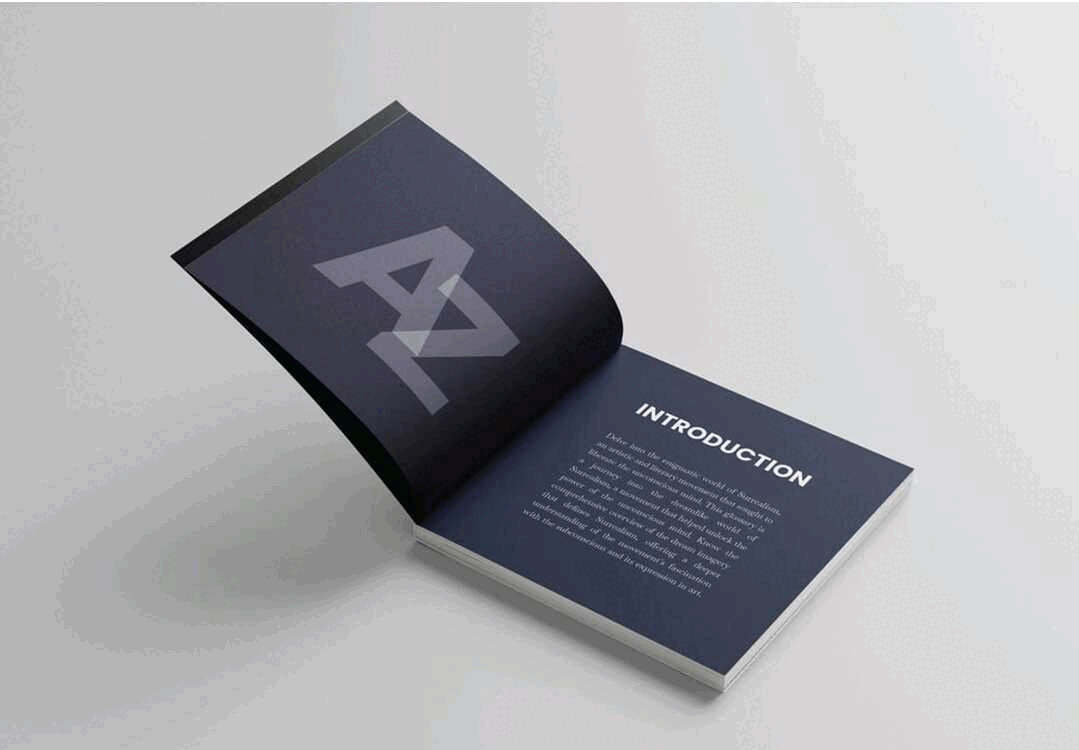 AZ
INTRODUCTION
Delve into the enigmatic world of Surrealism,
an artistic and literary movement that sought to
liberate the unconscious mind. This glossary is
a journey into the dreamlike world of
Surrealism, a movement that helped unlock the
power of the unconscious mind. Know the
comprehensive overview of the dream imagery
that defines Surrealism, offering a deeper
understanding of the movement's fascination
with the subconscious and its expression in art.